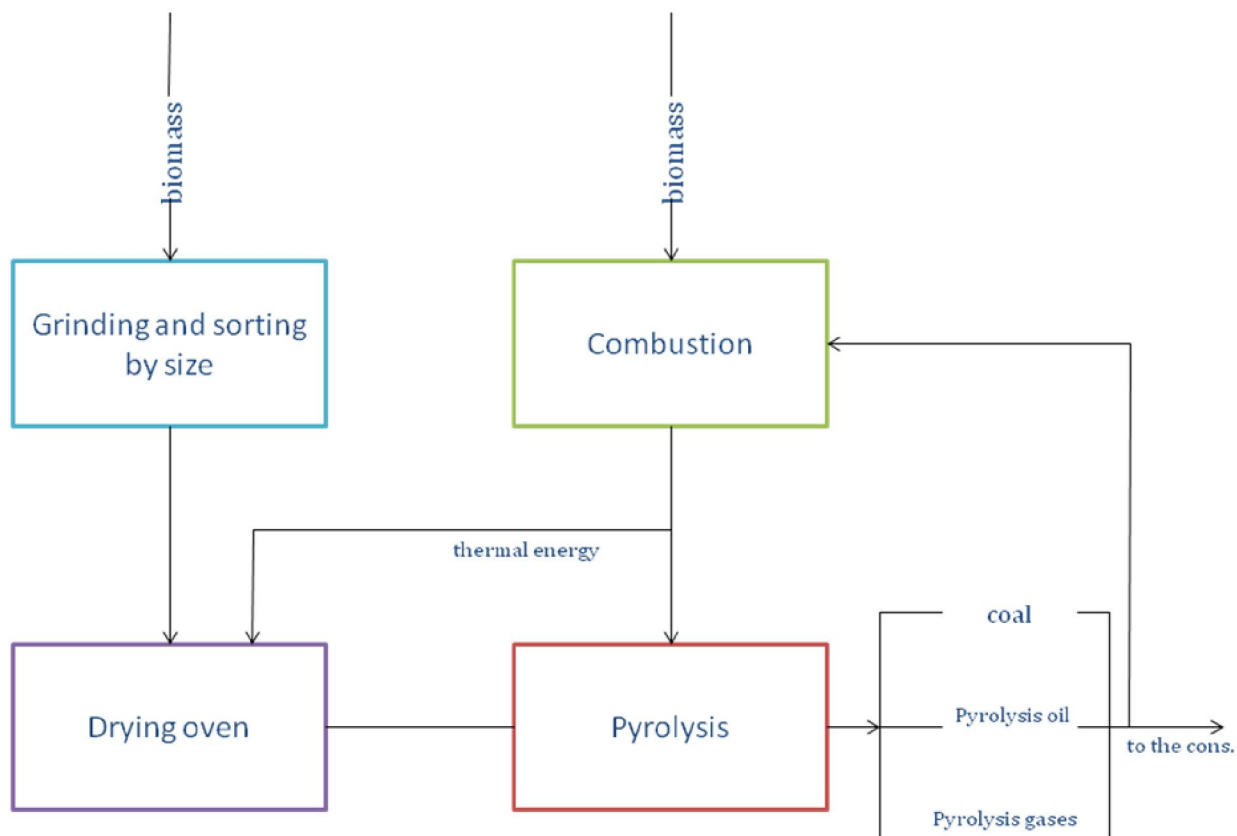 biomass
biomass
Grinding and sorting
by size
Combustion
thermal energy
coal
Drying oven
Pyrolysis
Pyrolysis oil
to the cons.
Pyrolysis gases